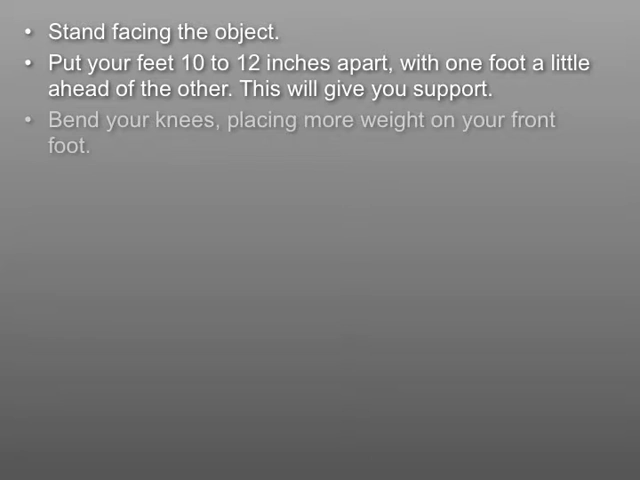 • Stand facing the object.
• Put your feet 10 to 12 inches apart, with one foot a little
ahead of the other. This will give you support.
• Bend your knees, placing more weight on your front
foot.